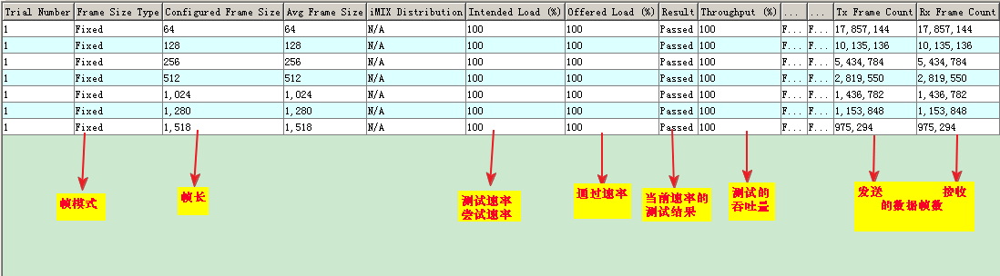 Trial Number Frame Size Type Configured Frame Size Avg Frame Size iMIX Distribution Intended Load (%) Offered Load (%) Result Throughput (%) ... ... Tx Frame Count Rx Frame Count
1 Fixed 64 64 N/A 100 100 Passed 100 F... F... 17,857,144 17,857,144
1 Fixed 128 128 N/A 100 100 Passed 100 F... F... 10,135,136 10,135,136
1 Fixed 256 256 N/A 100 100 Passed 100 F... F... 5,434,784 5,434,784
1 Fixed 512 512 N/A 100 100 Passed 100 F... F... 2,819,550 2,819,550
1 Fixed 1,024 1,024 N/A 100 100 Passed 100 F... F... 1,436,782 1,436,782
1 Fixed 1,280 1,280 N/A 100 100 Passed 100 F... F... 1,153,848 1,153,848
1 Fixed 1,518 1,518 N/A 100 100 Passed 100 F... F... 975,294 975,294
帧模式
帧长
测试速率
尝试速率
通过速率
当前速率的
测试结果
测试的
吞吐量
发送 接收
的数据帧数